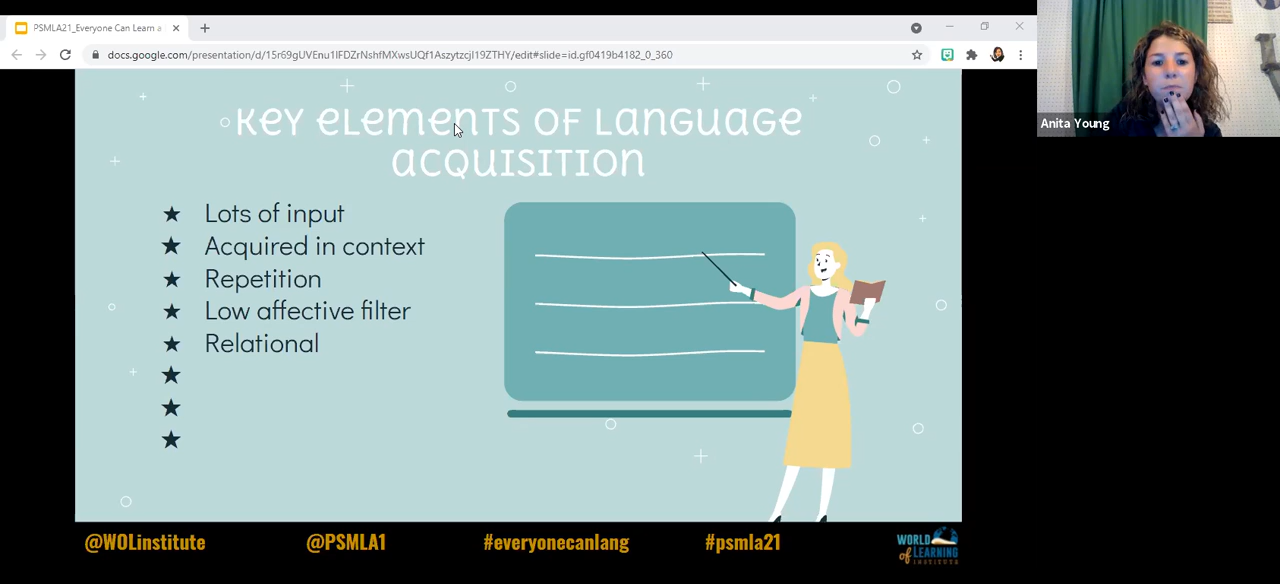 PSMLA21_Everyone Can Learn a
docs.google.com/presentation/d/15r69gUVEnu1lFDZrNshfMXwsUQf1Aszytzcjl19ZTHY/edit#slide=id.gf0419b4182_0_360
Anita Young
Key elements of language
acquisition
★ Lots of input
★ Acquired in context
★ Repetition
★ Low affective filter
★ Relational
★
★
★
@WOLinstitute @PSMLA1 #everyonecanlang #psmla21
WORLD
of LEARNING
INSTITUTE